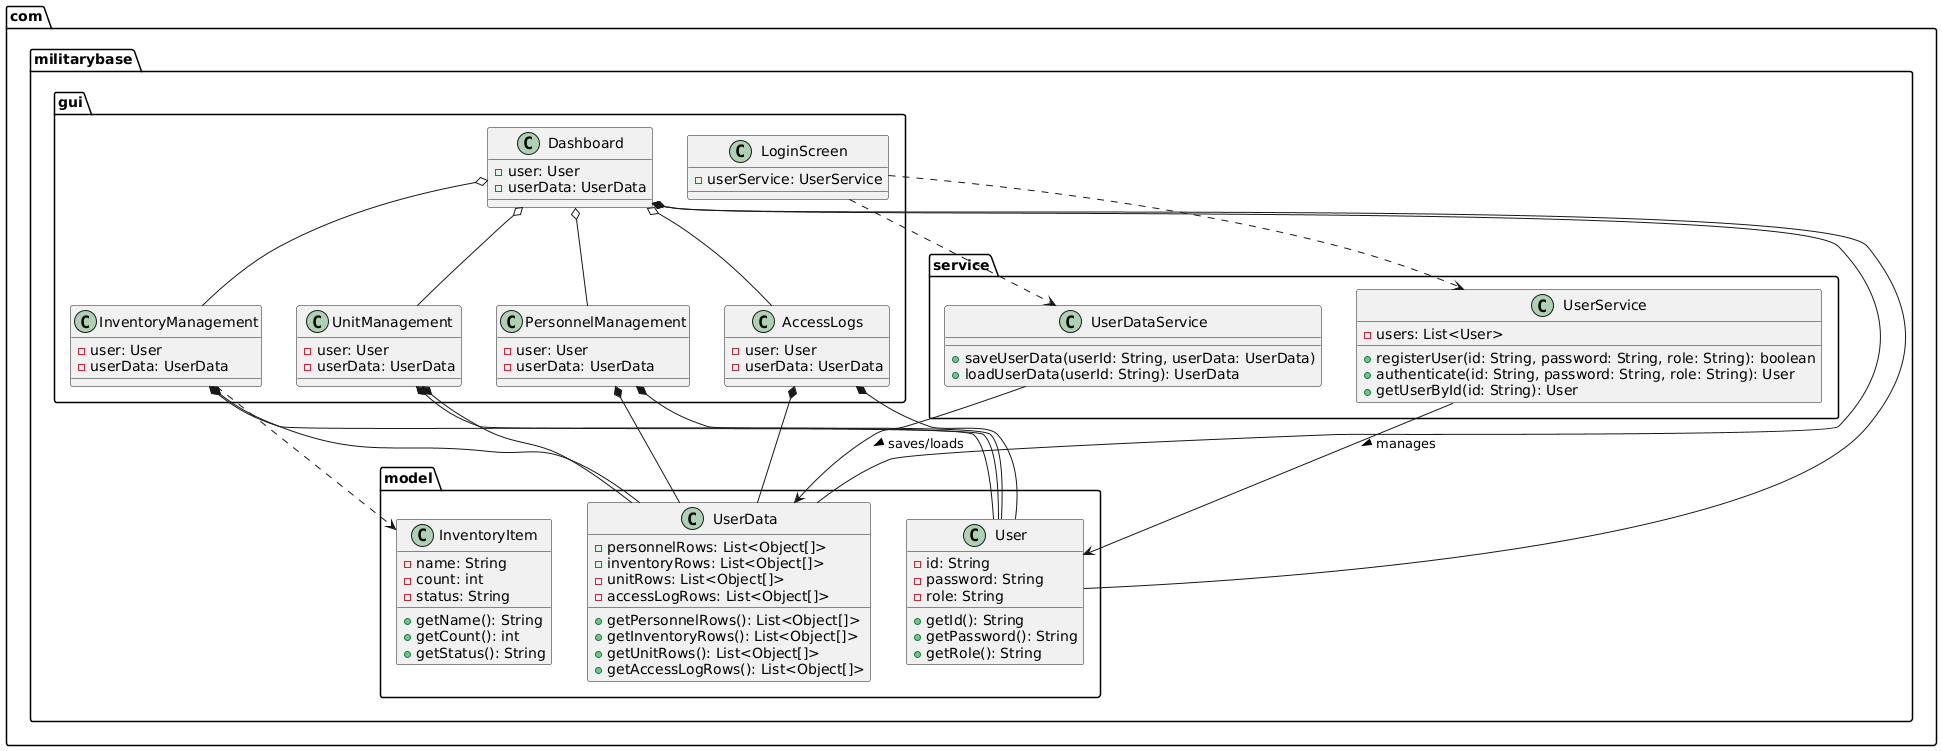 com
militarybase
gui
C Dashboard
user: User
userData: UserData
C LoginScreen
userService: UserService
C InventoryManagement
user: User
userData: UserData
C UnitManagement
user: User
userData: UserData
C PersonnelManagement
user: User
userData: UserData
C AccessLogs
user: User
userData: UserData
service
C UserDataService
saveUserData(userId: String, userData: UserData)
loadUserData(userId: String): UserData
C UserService
users: List<User>
registerUser(id: String, password: String, role: String): boolean
authenticate(id: String, password: String, role: String): User
getUserById(id: String): User
saves/loads
manages
model
C InventoryItem
name: String
count: int
status: String
getName(): String
getCount(): int
getStatus(): String
C UserData
personnelRows: List<Object[]>
inventoryRows: List<Object[]>
unitRows: List<Object[]>
accessLogRows: List<Object[]>
getPersonnelRows(): List<Object[]>
getInventoryRows(): List<Object[]>
getUnitRows(): List<Object[]>
getAccessLogRows(): List<Object[]>
C User
id: String
password: String
role: String
getId(): String
getPassword(): String
getRole(): String